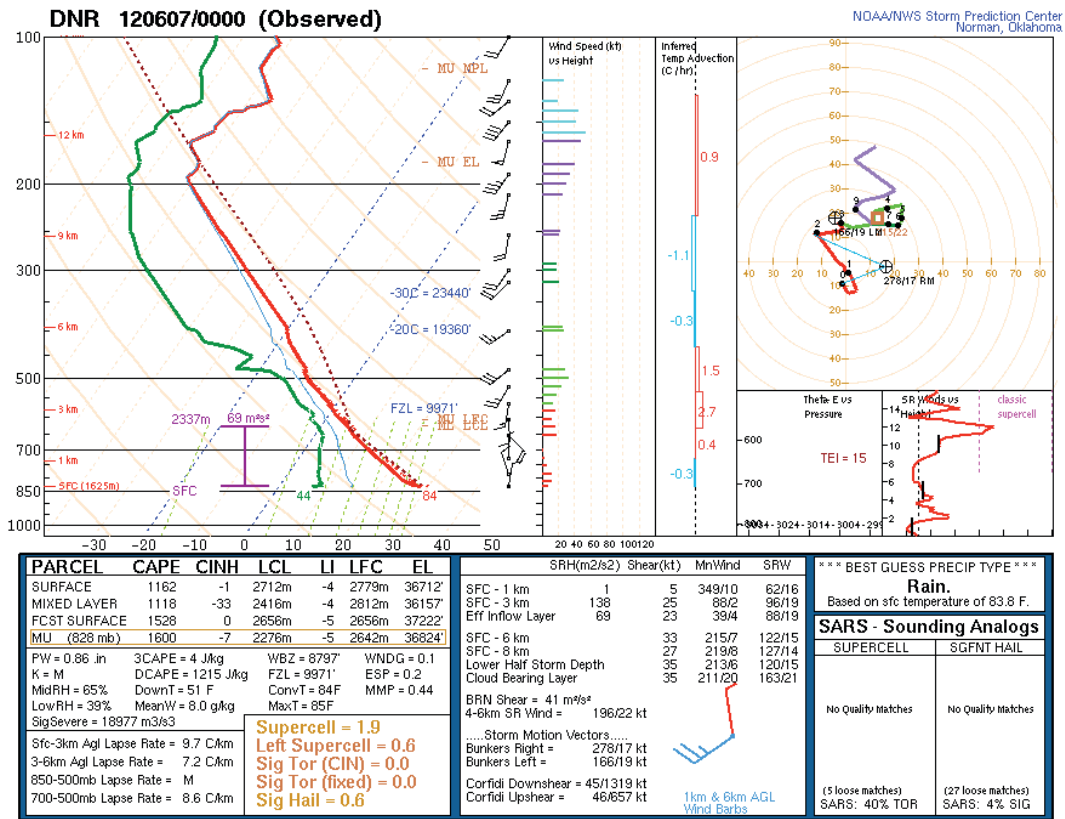 DNR 120607/0000 (Observed)
NOAA/NWS Storm Prediction Center
Norman, Oklahoma
100
200
300
400
500
700
850
1000
12 km
9 km
6 km
3 km
1 km
SFC (1625m)
MU NPL
MU EL
-30C = 23440'
-20C = 19360'
FZL = 9971'
2337m 69 m²s²
SFC
44
84
-30 -20 -10 0 10 20 30 40 50
Wind Speed (kt)
vs Height
20 40 60 80 100120
Inferred
Temp Advection
(C /hr)
0.9
-1.1
-0.3
1.5
2.7
0.4
-0.3
90
80
70
60
50
40
30
20
10
40 30 20 10 10 20 30 40 50 60 70 80
10
20
30
40
50
166/19 LM
278/17 RM
Theta-E vs
Pressure
TEI = 15
600
700
SR Winds vs
Height
classic
supercell
14
12
10
8
6
4
2
PARCEL CAPE CINH LCL LI LFC EL
SURFACE 1162 -1 2712m -4 2779m 36712'
MIXED LAYER 1118 -33 2416m -4 2812m 36157'
FCST SURFACE 1528 0 2656m -5 2656m 37222'
MU (828 mb) 1600 -7 2276m -5 2642m 36824'
PW = 0.86 .in 3CAPE = 4 J/kg WBZ = 8797' WNDG = 0.1
K = M DCAPE = 1215 J/kg FZL = 9971' ESP = 0.2
MidRH = 65% DownT = 51 F ConvT = 84F MMP = 0.44
LowRH = 39% MeanW = 8.0 g/kg MaxT = 85F
SigSevere = 18977 m3/s3
Sfc-3km Agl Lapse Rate = 9.7 C/km
3-6km Agl Lapse Rate = 7.2 C/km
850-500mb Lapse Rate = M
700-500mb Lapse Rate = 8.6 C/km
Supercell = 1.9
Left Supercell = 0.6
Sig Tor (CIN) = 0.0
Sig Tor (fixed) = 0.0
Sig Hail = 0.6
SRH(m2/s2) Shear(kt) MnWind SRW
SFC - 1 km 1 5 349/10 62/16
SFC - 3 km 138 25 88/2 96/19
Eff Inflow Layer 69 23 39/4 88/19
SFC - 6 km 33 215/7 122/15
SFC - 8 km 27 219/8 127/14
Lower Half Storm Depth 35 213/6 120/15
Cloud Bearing Layer 35 211/20 163/21
BRN Shear = 41 m²/s²
4-6km SR Wind = 196/22 kt
.....Storm Motion Vectors.....
Bunkers Right = 278/17 kt
Bunkers Left = 166/19 kt
Corfidi Downshear = 45/1319 kt
Corfidi Upshear = 46/657 kt
1km & 6km AGL
Wind Barbs
* * * BEST GUESS PRECIP TYPE * * *
Rain.
Based on sfc temperature of 83.8 F.
SARS - Sounding Analogs
SUPERCELL SGFNT HAIL
No Quality Matches No Quality Matches
(5 loose matches) (27 loose matches)
SARS: 40% TOR SARS: 4% SIG